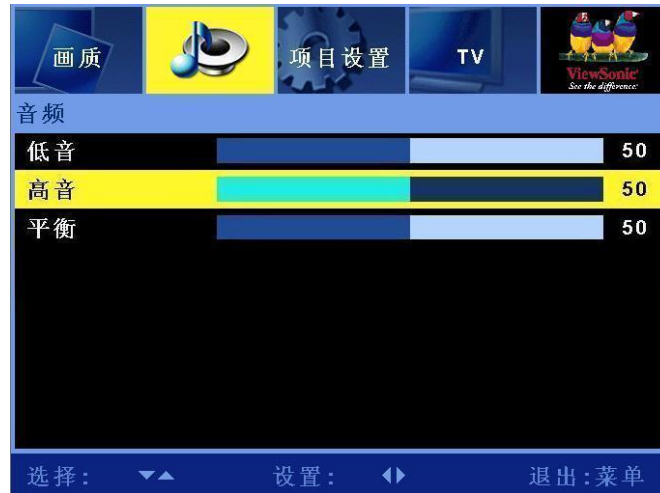 画质 项目设置 TV ViewSonic®
See the difference™
音频
低音 50
高音 50
平衡 50
选择: 设置: 退出:菜单